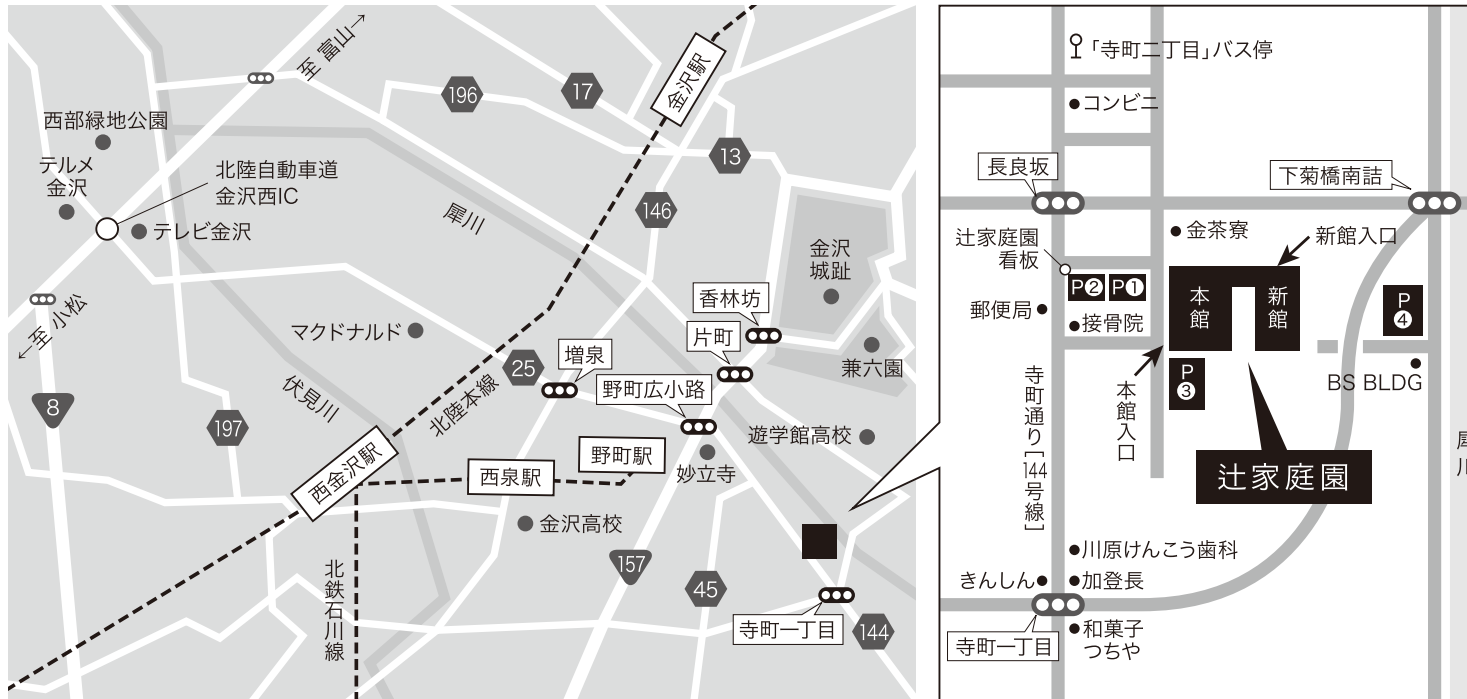 至 富山→
196
17
金沢駅
西部緑地公園
テルメ
金沢
北陸自動車道
金沢西IC
テレビ金沢
13
146
犀川
金沢
城趾
←至 小松
マクドナルド
香林坊
片町
兼六園
25
増泉
野町広小路
8
伏見川
北陸本線
197
西金沢駅
西泉駅
野町駅
妙立寺
遊学館高校
金沢高校
157
45
北鉄石川線
寺町一丁目
144
「寺町二丁目」バス停
コンビニ
長良坂
下菊橋南詰
辻家庭園
看板
金茶寮
新館入口
P❷
P❶
本館
新館
P
❹
郵便局
接骨院
P
❸
BS BLDG
本館入口
寺町通り[144号線]
辻家庭園
犀川
川原けんこう歯科
きんしん
加登長
寺町一丁目
和菓子
つちや